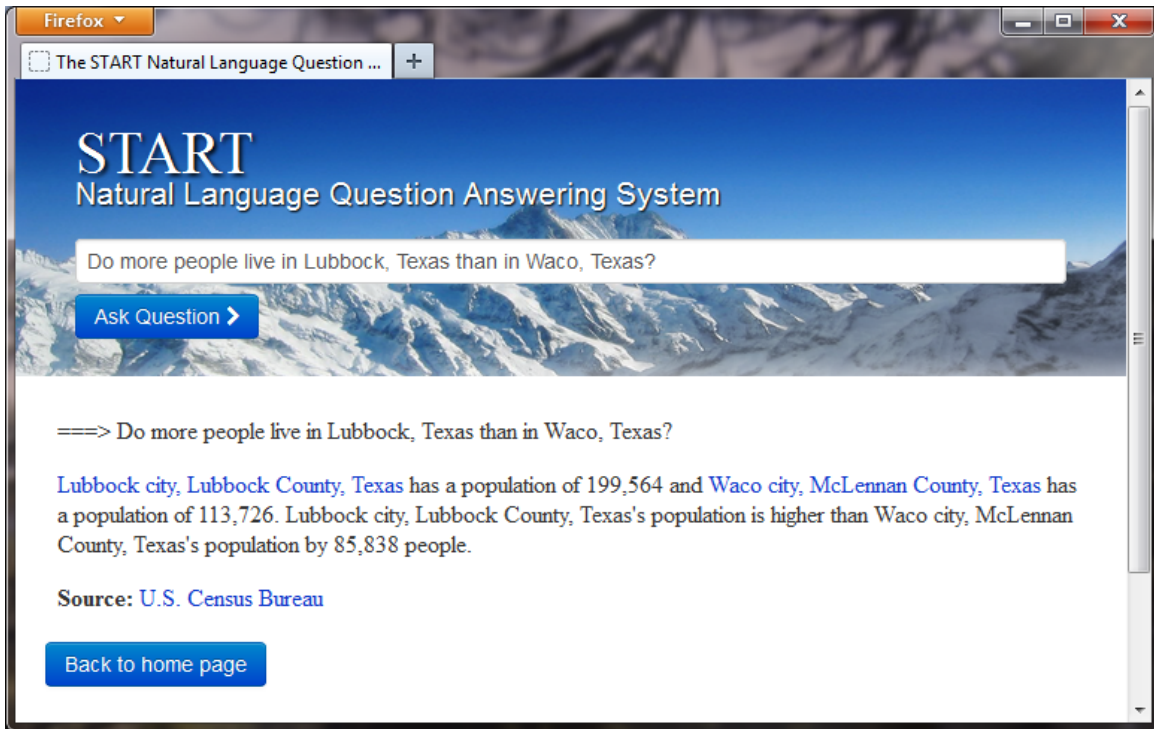 Firefox
The START Natural Language Question ...
START
Natural Language Question Answering System
Do more people live in Lubbock, Texas than in Waco, Texas?
Ask Question
===> Do more people live in Lubbock, Texas than in Waco, Texas?
Lubbock city, Lubbock County, Texas has a population of 199,564 and Waco city, McLennan County, Texas has
a population of 113,726. Lubbock city, Lubbock County, Texas's population is higher than Waco city, McLennan
County, Texas's population by 85,838 people.
Source: U.S. Census Bureau
Back to home page